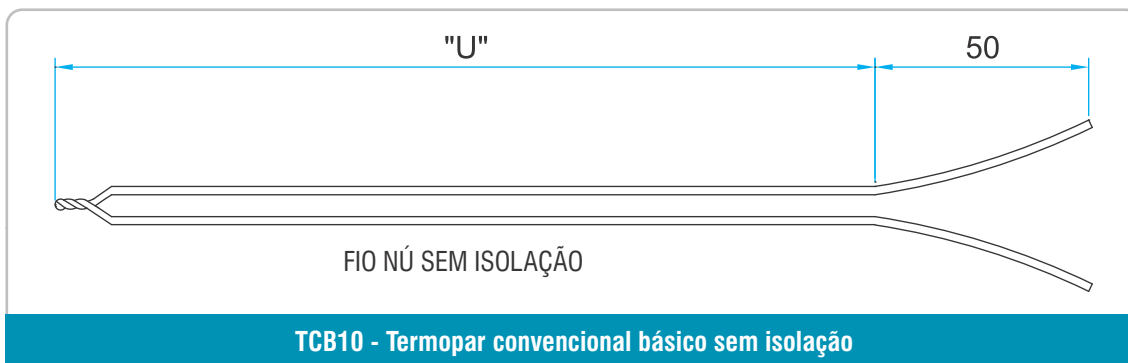 "U"
50
FIO NÚ SEM ISOLAÇÃO
TCB10 - Termopar convencional básico sem isolação